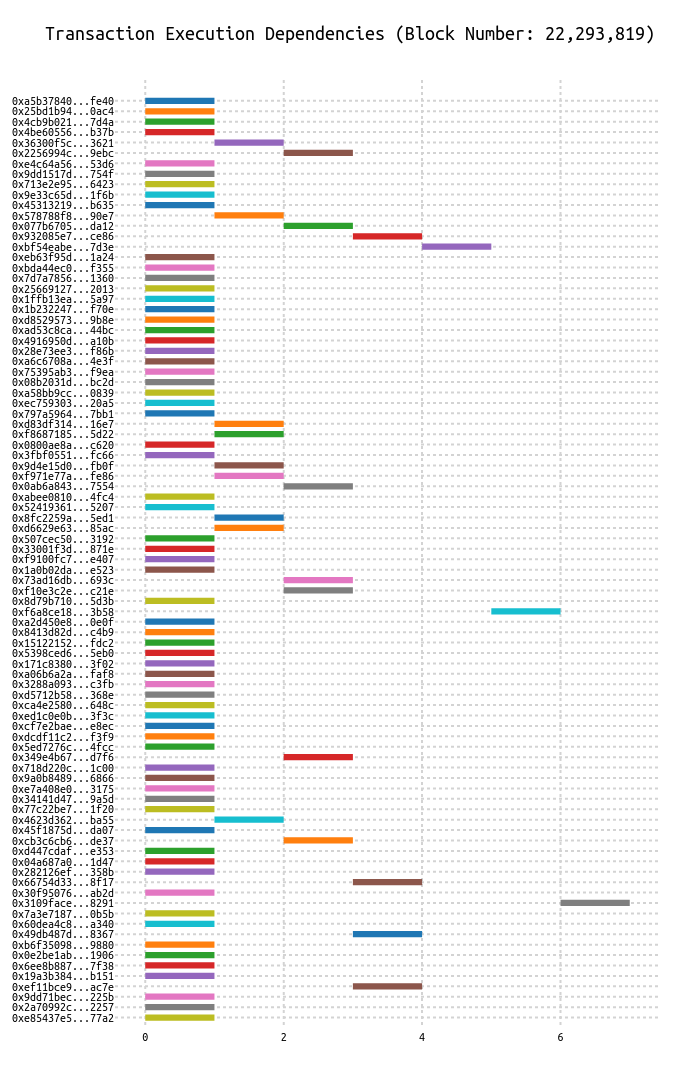 Transaction Execution Dependencies (Block Number: 22,293,819)
0xa5b37840...fe40
0x25bd1b94...0ac4
0x4cb9b021...7d4a
0x4be60556...b37b
0x36300f5c...3621
0x2256994c...9ebc
0xe4c64a56...53d6
0x9dd1517d...754f
0x713e2e95...6423
0x9e33c65d...1f6b
0x45313219...b635
0x578788f8...90e7
0x077b6705...da12
0x932085e7...ce86
0xbf54eabe...7d3e
0xeb63f95d...1a24
0xbda44ec0...f355
0x7d7a7856...1360
0x25669127...2013
0x1ffb13ea...5a97
0x1b232247...f70e
0xd8529573...9b8e
0xad53c8ca...44bc
0x4916950d...a10b
0x28e73ee3...f86b
0xa6c6708a...4e3f
0x75395ab3...f9ea
0x08b2031d...bc2d
0xa58bb9cc...0839
0xec759303...20a5
0x797a5964...7bb1
0xd83df314...16e7
0xf8687185...5d22
0x0800ae8a...c620
0x3fbf0551...fc66
0x9d4e15d0...fb0f
0xf971e77a...fe86
0x0ab6a843...7554
0xabee0810...4fc4
0x52419361...5207
0x8fc2259a...5ed1
0xd6629e63...85ac
0x507cec50...3192
0x33001f3d...871e
0xf9100fc7...e407
0x1a0b02da...e523
0x73ad16db...693c
0xf10e3c2e...c21e
0x8d79b710...5d3b
0xf6a8ce18...3b58
0xa2d450e8...0e0f
0x8413d82d...c4b9
0x15122152...fdc2
0x5398ced6...5eb0
0x171c8380...3f02
0xa06b6a2a...faf8
0x3288a093...c3fb
0xd5712b58...368e
0xca4e2580...648c
0xed1c0e0b...3f3c
0xcf7e2bae...e8ec
0xdcdf11c2...f3f9
0x5ed7276c...4fcc
0x349e4b67...d7f6
0x718d220c...1c00
0x9a0b8489...6866
0xe7a408e0...3175
0x34141d47...9a5d
0x77c22be7...1f20
0x4623d362...ba55
0x45f1875d...da07
0xcb3c6cb6...de37
0xd447cdaf...e353
0x04a687a0...1d47
0x282126ef...358b
0x66754d33...8f17
0x30f95076...ab2d
0x3109face...8291
0x7a3e7187...0b5b
0x60dea4c8...a340
0x49db487d...8367
0xb6f35098...9880
0x0e2be1ab...1906
0x6ee8b887...7f38
0x19a3b384...b151
0xef11bce9...ac7e
0x9dd71bec...225b
0x2a70992c...2257
0xe85437e5...77a2
0 2 4 6